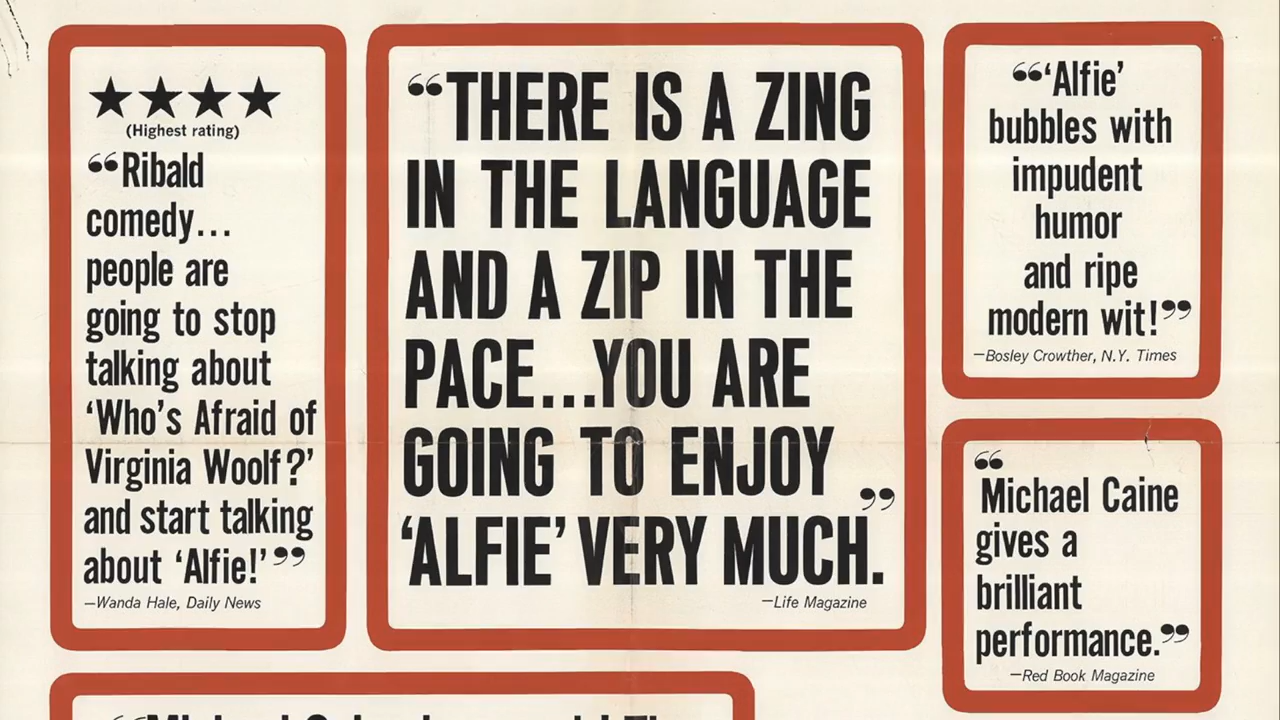 ★★★★
(Highest rating)
“Ribald
comedy...
people are
going to stop
talking about
‘Who’s Afraid of
Virginia Woolf?’
and start talking
about ‘Alfie!’”
—Wanda Hale, Daily News
“THERE IS A ZING
IN THE LANGUAGE
AND A ZIP IN THE
PACE...YOU ARE
GOING TO ENJOY
‘ALFIE’ VERY MUCH.”
—Life Magazine
“‘Alfie’
bubbles with
impudent
humor
and ripe
modern wit!”
—Bosley Crowther, N.Y. Times
“
Michael Caine
gives a
brilliant
performance.”
—Red Book Magazine
“Michael